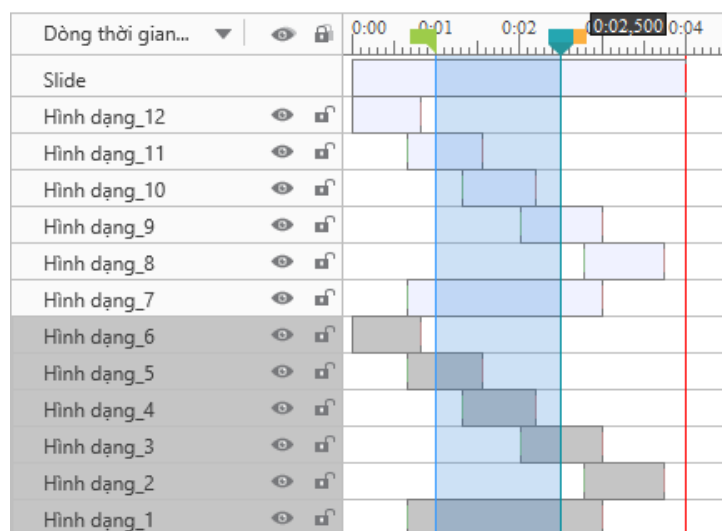 Dòng thời gian... 0:00 0:01 0:02 0:02,500 0:04
Slide
Hình dạng_12
Hình dạng_11
Hình dạng_10
Hình dạng_9
Hình dạng_8
Hình dạng_7
Hình dạng_6
Hình dạng_5
Hình dạng_4
Hình dạng_3
Hình dạng_2
Hình dạng_1